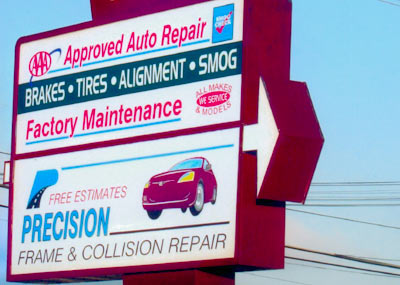 AAA Approved Auto Repair
BRAKES • TIRES • ALIGNMENT • SMOG
Factory Maintenance
ALL MAKES
WE SERVICE
& MODELS
FREE ESTIMATES
PRECISION
FRAME & COLLISION REPAIR